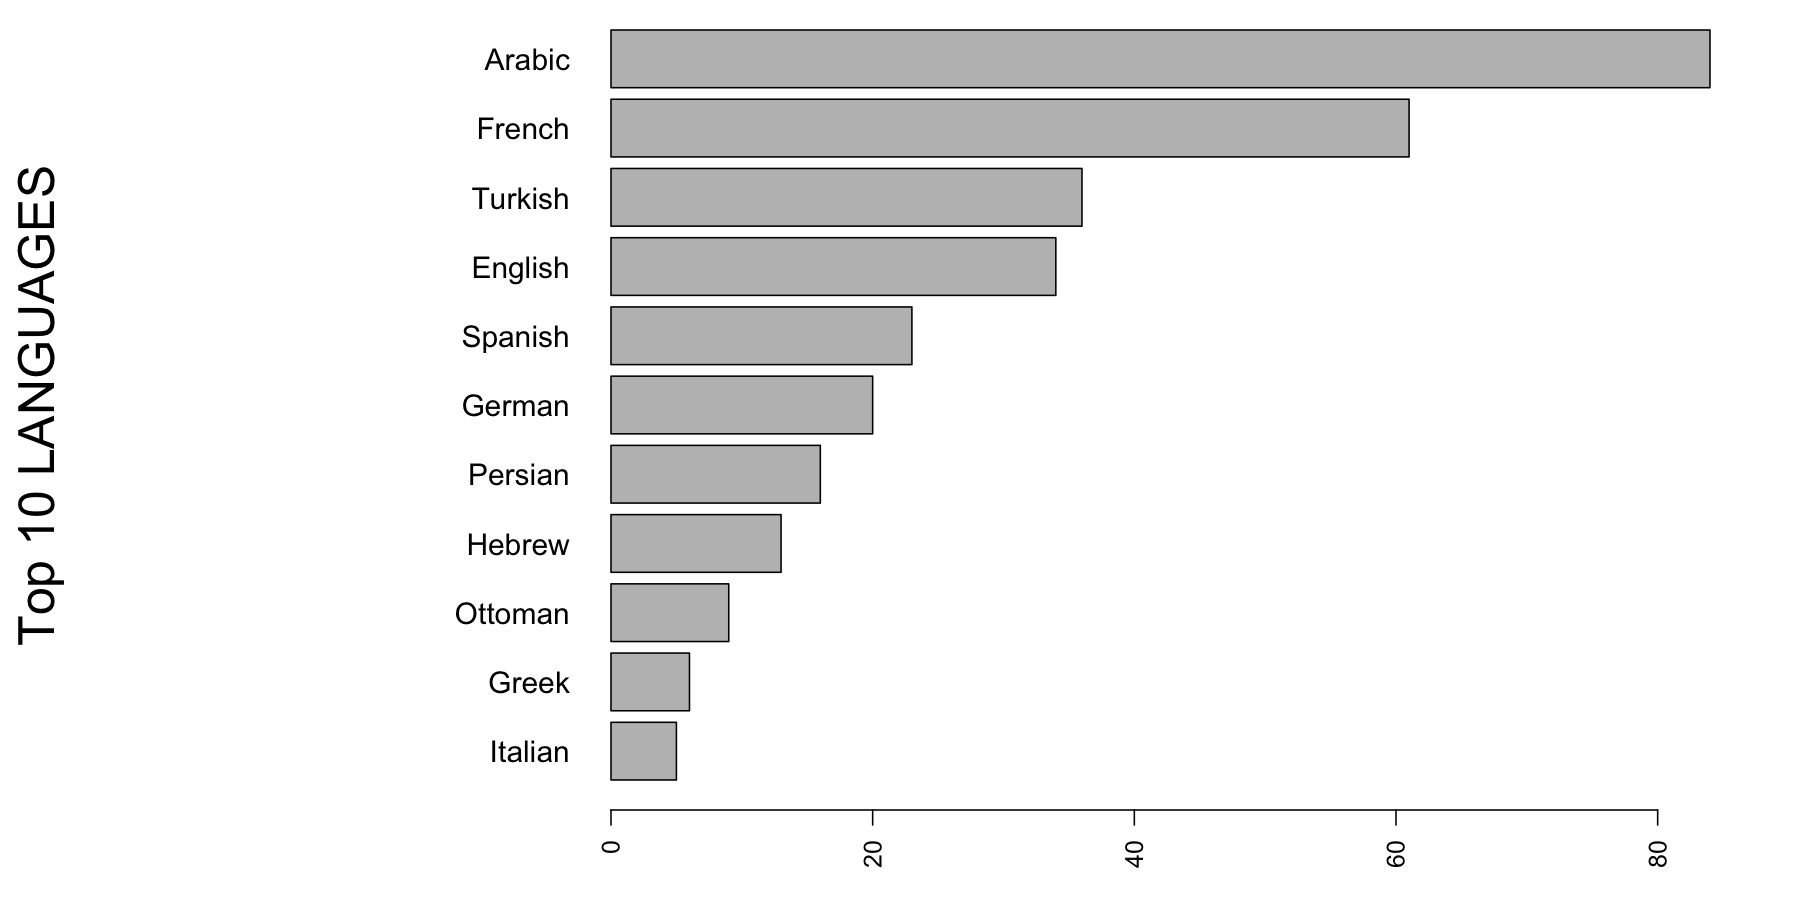 Top 10 LANGUAGES
Arabic
French
Turkish
English
Spanish
German
Persian
Hebrew
Ottoman
Greek
Italian
0 20 40 60 80